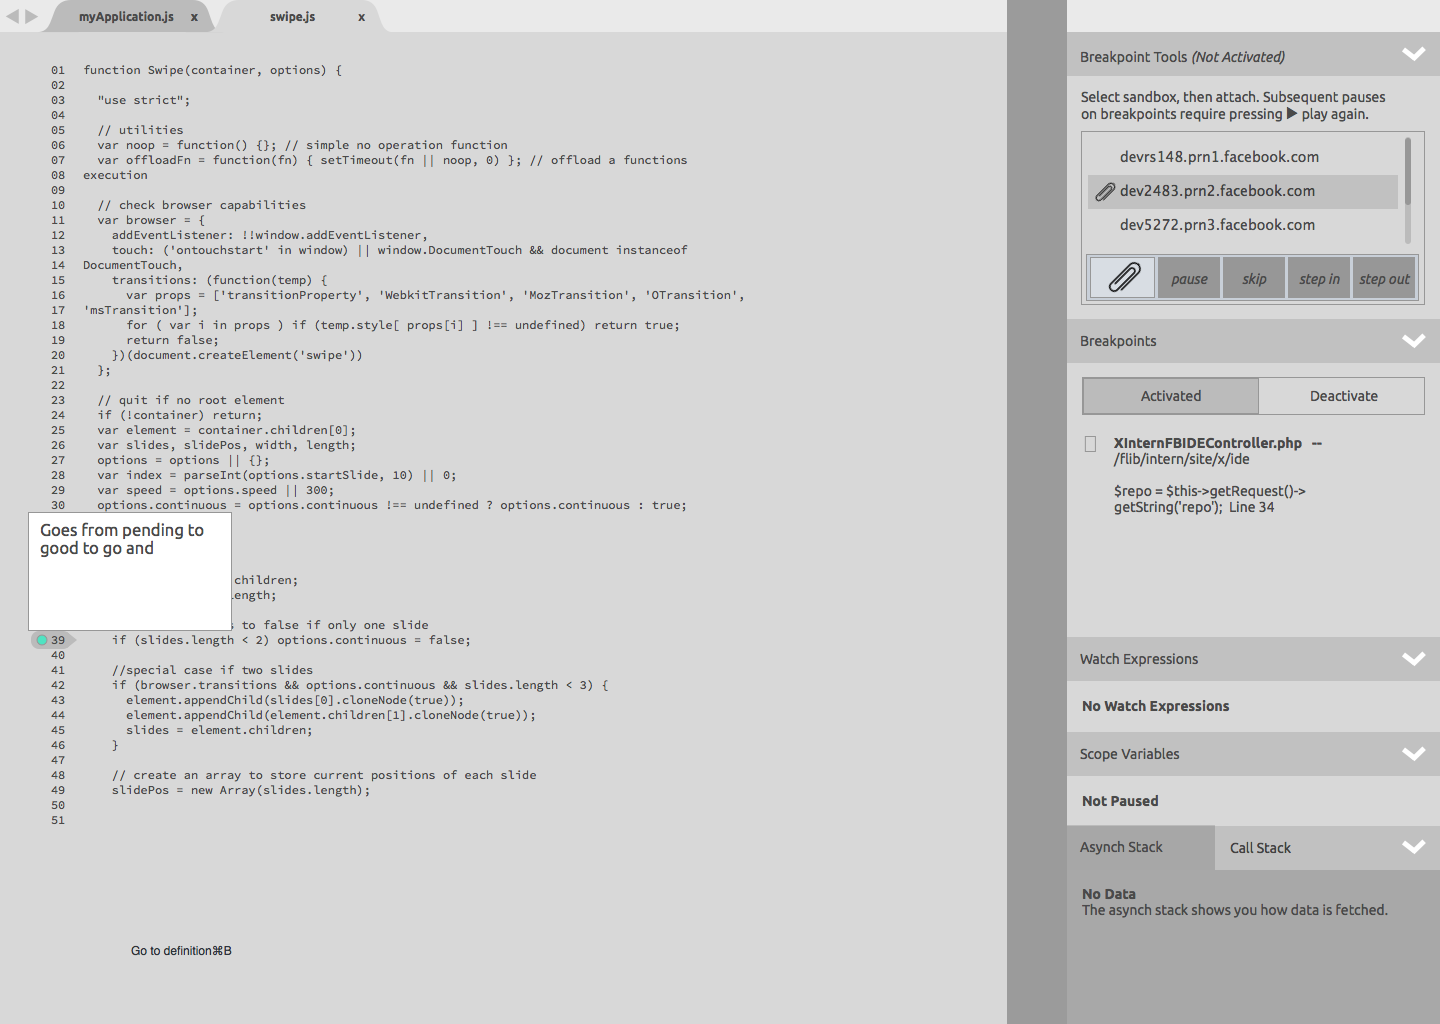 myApplication.js x swipe.js x
01 function Swipe(container, options) {
02
03 "use strict";
04
05 // utilities
06 var noop = function() {}; // simple no operation function
07 var offloadFn = function(fn) { setTimeout(fn || noop, 0) }; // offload a functions
08 execution
09
10 // check browser capabilities
11 var browser = {
12 addEventListener: !!window.addEventListener,
13 touch: ('ontouchstart' in window) || window.DocumentTouch && document instanceof
14 DocumentTouch,
15 transitions: (function(temp) {
16 var props = ['transitionProperty', 'WebkitTransition', 'MozTransition', 'OTransition',
17 'msTransition'];
18 for ( var i in props ) if (temp.style[ props[i] ] !== undefined) return true;
19 return false;
20 })(document.createElement('swipe'))
21 };
22
23 // quit if no root element
24 if (!container) return;
25 var element = container.children[0];
26 var slides, slidePos, width, length;
27 options = options || {};
28 var index = parseInt(options.startSlide, 10) || 0;
29 var speed = options.speed || 300;
30 options.continuous = options.continuous !== undefined ? options.continuous : true;
Goes from pending to
good to go and
children;
length;
to false if only one slide
39 if (slides.length < 2) options.continuous = false;
40
41 //special case if two slides
42 if (browser.transitions && options.continuous && slides.length < 3) {
43 element.appendChild(slides[0].cloneNode(true));
44 element.appendChild(element.children[1].cloneNode(true));
45 slides = element.children;
46 }
47
48 // create an array to store current positions of each slide
49 slidePos = new Array(slides.length);
50
51
Go to definition⌘B
Breakpoint Tools (Not Activated)
Select sandbox, then attach. Subsequent pauses
on breakpoints require pressing ▶ play again.
devrs148.prn1.facebook.com
dev2483.prn2.facebook.com
dev5272.prn3.facebook.com
pause skip step in step out
Breakpoints
Activated Deactivate
XInternFBIDEController.php --
/flib/intern/site/x/ide
$repo = $this->getRequest()->
getString('repo'); Line 34
Watch Expressions
No Watch Expressions
Scope Variables
Not Paused
Asynch Stack Call Stack
No Data
The asynch stack shows you how data is fetched.